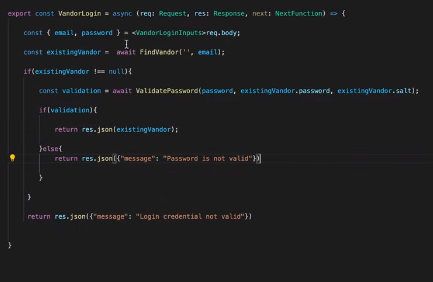 export const VandorLogin = async (req: Request, res: Response, next: NextFunction) => {
const { email, password } = <VandorLoginInputs>req.body;
const existingVandor = await FindVandor('', email);
if(existingVandor !== null){
const validation = await ValidatePassword(password, existingVandor.password, existingVandor.salt);
if(validation){
return res.json(existingVandor);
}else{
return res.json({"message": "Password is not valid"})
}
}
return res.json({"message": "Login credential not valid"})
}